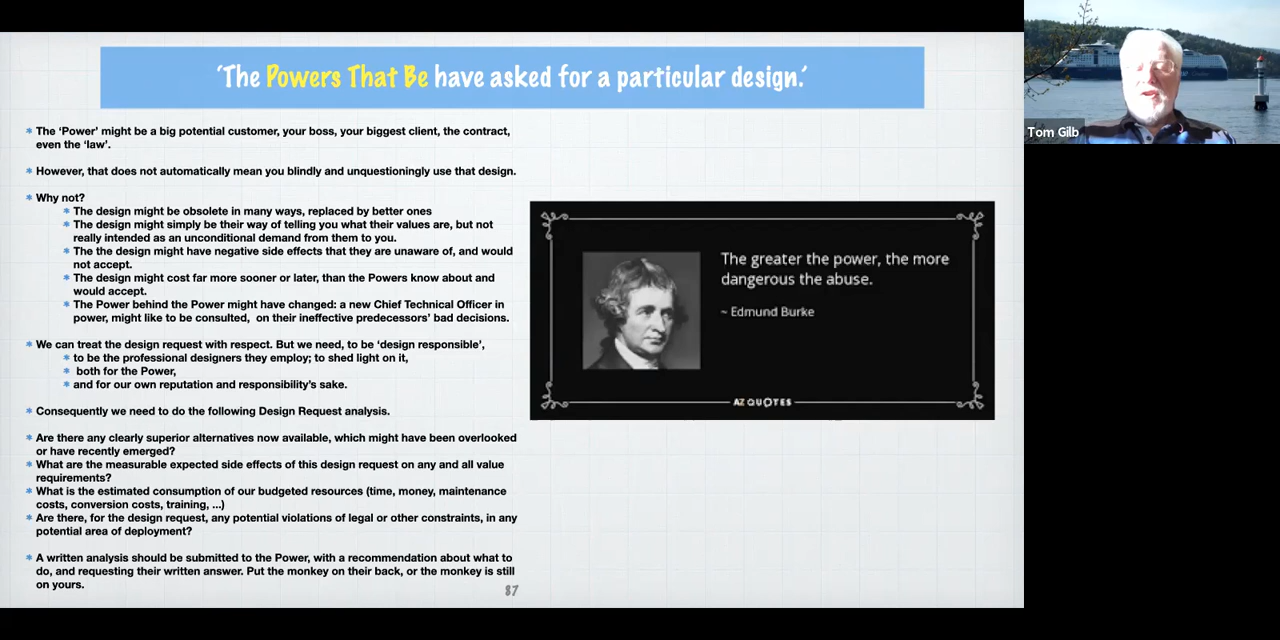 ‘The Powers That Be have asked for a particular design.’
* The ‘Power’ might be a big potential customer, your boss, your biggest client, the contract,
even the ‘law’.
* However, that does not automatically mean you blindly and unquestioningly use that design.
* Why not?
* The design might be obsolete in many ways, replaced by better ones
* The design might simply be their way of telling you what their values are, but not
really intended as an unconditional demand from them to you.
* The the design might have negative side effects that they are unaware of, and would
not accept.
* The design might cost far more sooner or later, than the Powers know about and
would accept.
* The Power behind the Power might have changed: a new Chief Technical Officer in
power, might like to be consulted, on their ineffective predecessors’ bad decisions.
* We can treat the design request with respect. But we need, to be ‘design responsible’,
* to be the professional designers they employ; to shed light on it,
* both for the Power,
* and for our own reputation and responsibility’s sake.
* Consequently we need to do the following Design Request analysis.
* Are there any clearly superior alternatives now available, which might have been overlooked
or have recently emerged?
* What are the measurable expected side effects of this design request on any and all value
requirements?
* What is the estimated consumption of our budgeted resources (time, money, maintenance
costs, conversion costs, training, ...)
* Are there, for the design request, any potential violations of legal or other constraints, in any
potential area of deployment?
* A written analysis should be submitted to the Power, with a recommendation about what to
do, and requesting their written answer. Put the monkey on their back, or the monkey is still
on yours.
87
The greater the power, the more
dangerous the abuse.
~ Edmund Burke
AZ QUOTES
Tom Gilb